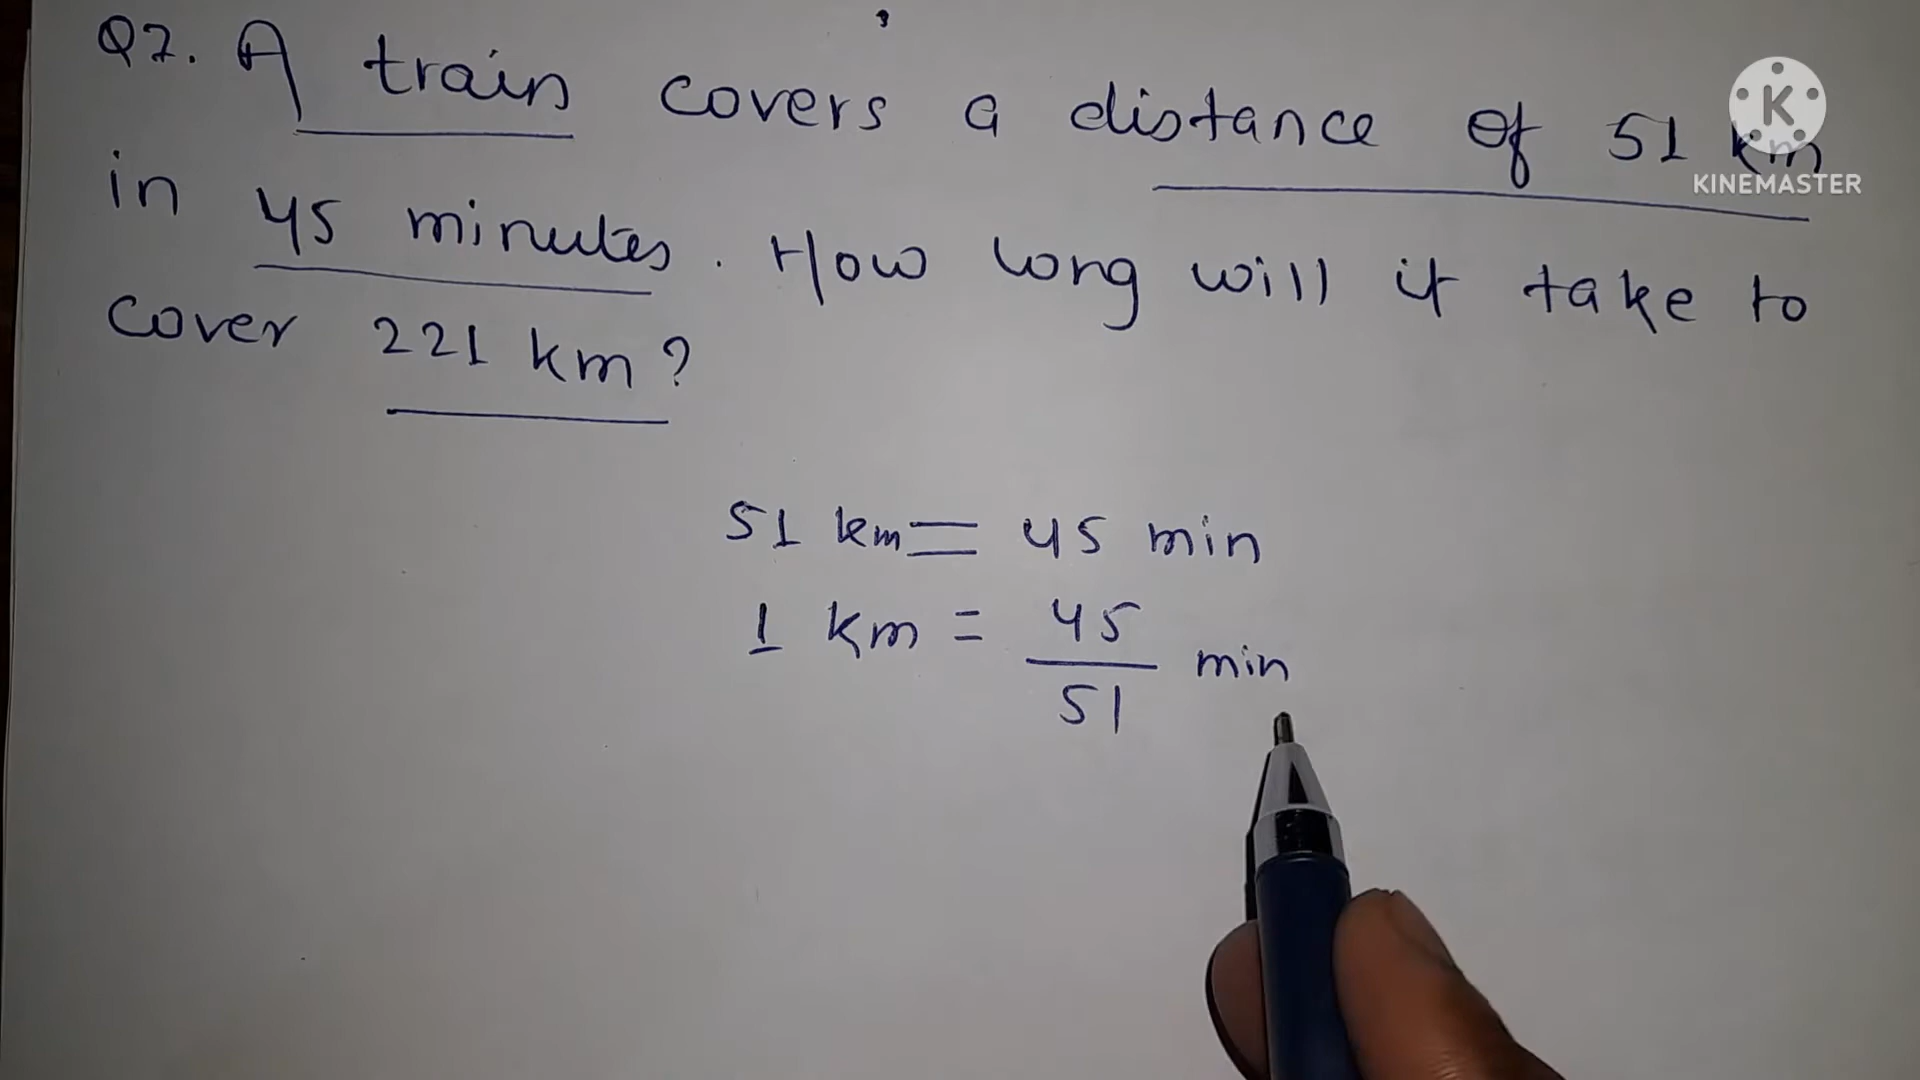 Q7. A train covers a distance of 51 km
in 45 minutes. How long will it take to
cover 221 km?
51 km = 45 min
1 km = 45/51 min
K
KINEMASTER